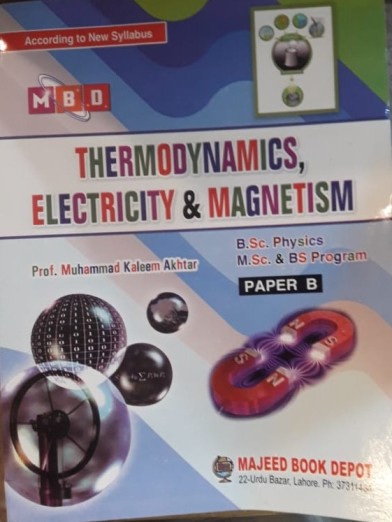 According to New Syllabus
M.B.D.
THERMODYNAMICS,
ELECTRICITY & MAGNETISM
Prof. Muhammad Kaleem Akhtar
B.Sc. Physics
M.Sc. & BS Program
PAPER B
S N
S N
MAJEED BOOK DEPOT
22-Urdu Bazar, Lahore. Ph: